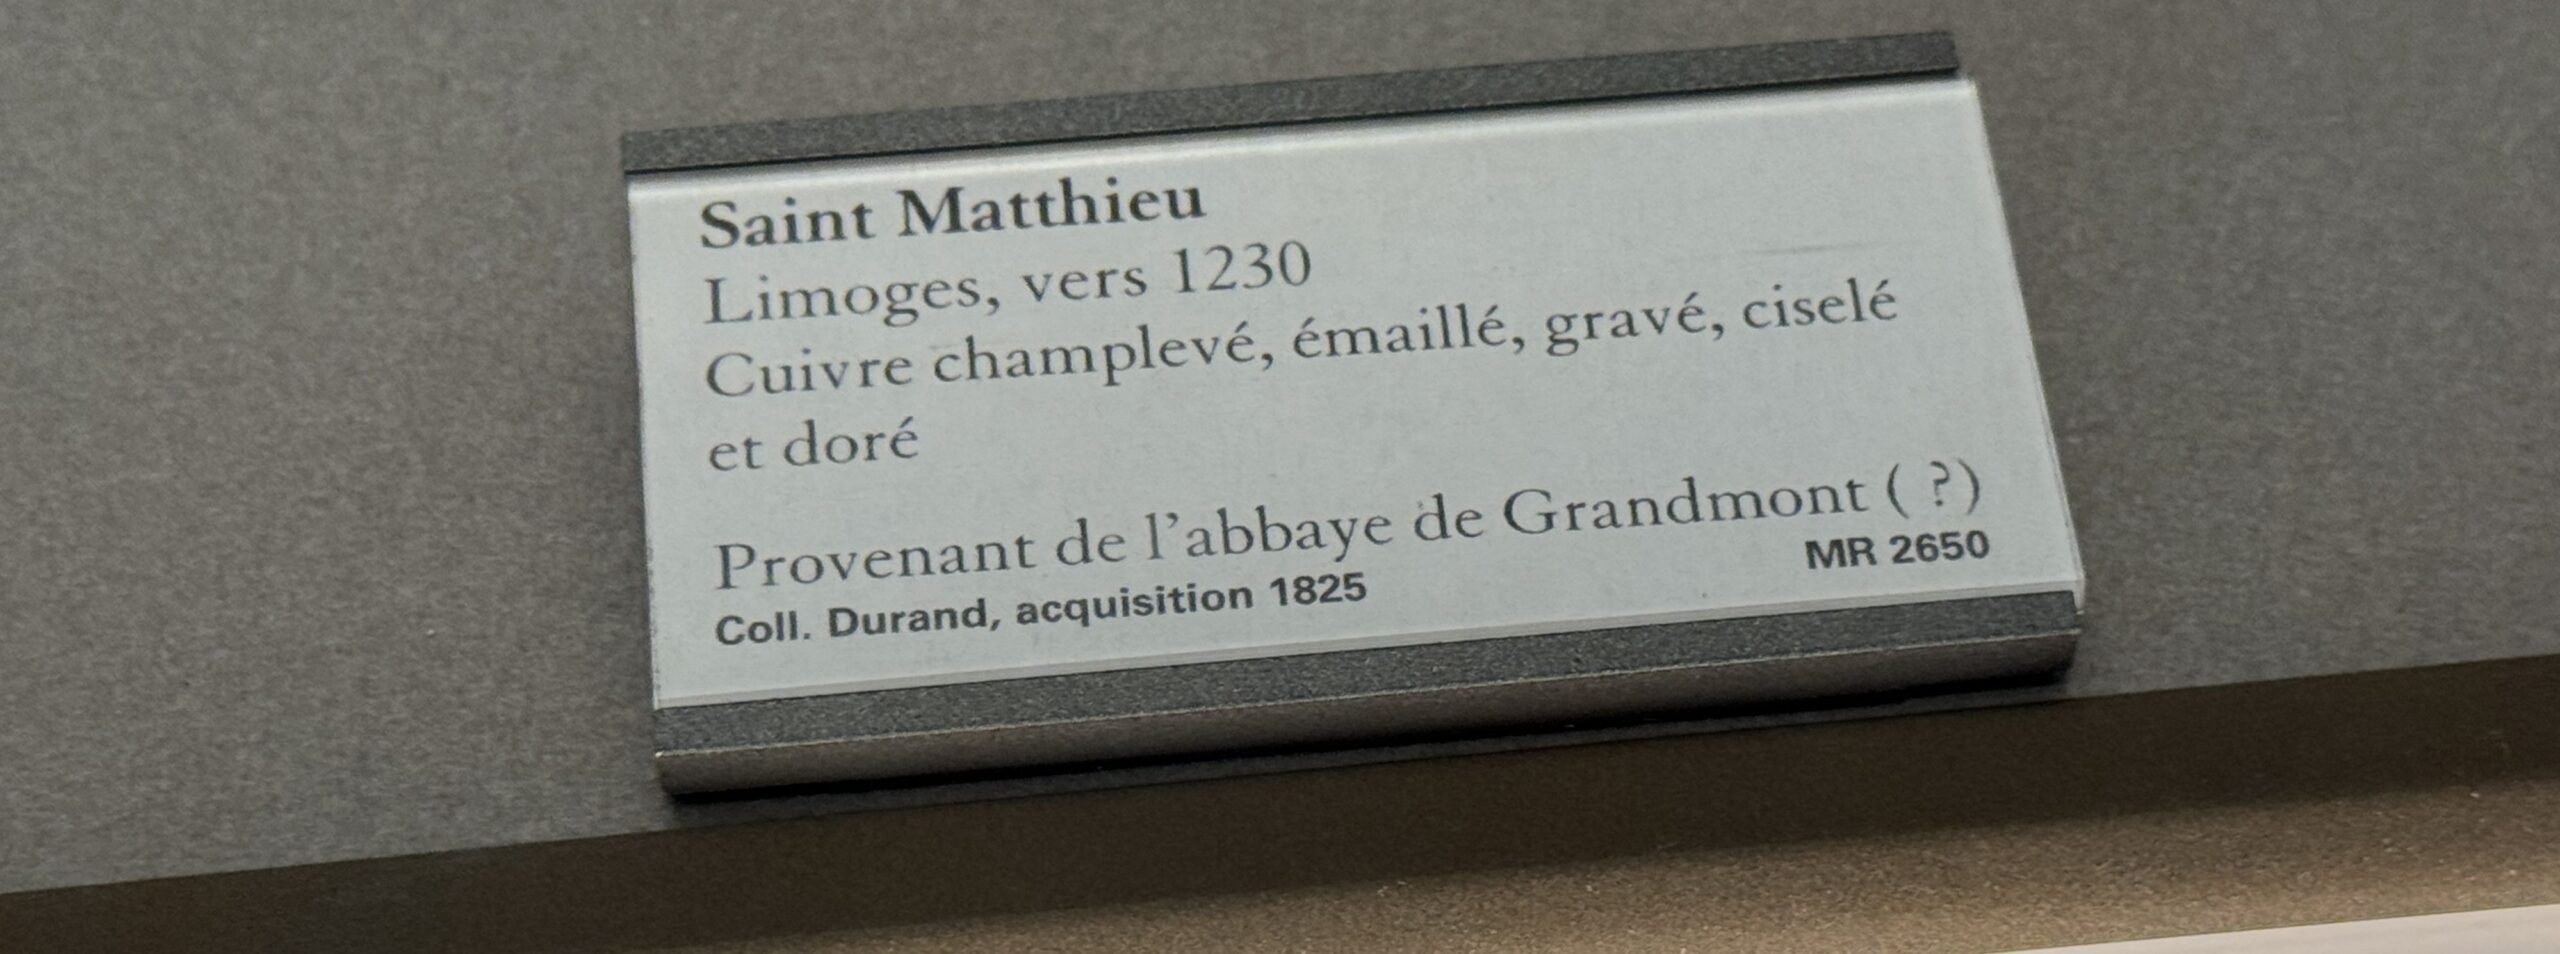 Saint Matthieu
Limoges, vers 1230
Cuivre champlevé, émaillé, gravé, ciselé
et doré
Provenant de l'abbaye de Grandmont ( ?)
Coll. Durand, acquisition 1825 MR 2650